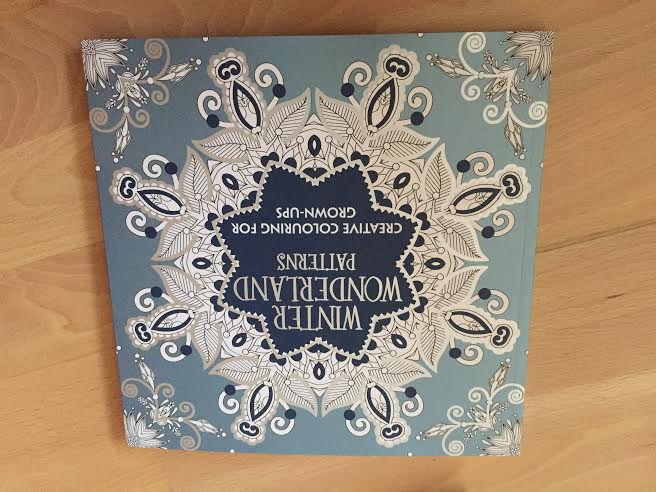 WINTER
WONDERLAND
PATTERNS
CREATIVE COLOURING FOR
GROWN-UPS